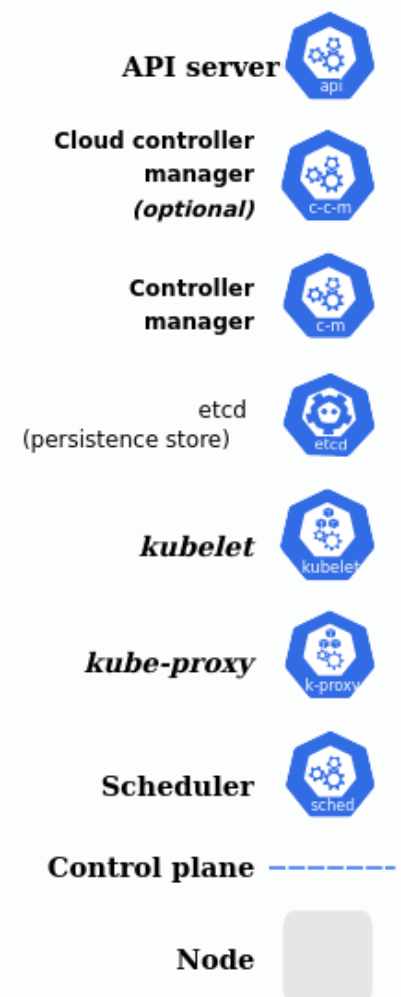 API server
api
Cloud controller
manager
(optional)
c-c-m
Controller
manager
c-m
etcd
(persistence store)
etcd
kubelet
kubelet
kube-proxy
k-proxy
Scheduler
sched
Control plane
Node